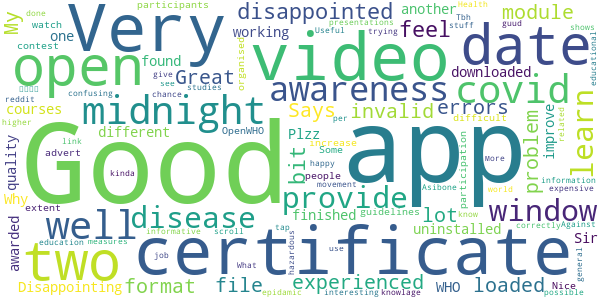 Good
app
certificate
Very
video
date
open
midnight
awareness
covid
two
well
disease
provide
window
learn
disappointed
feel
module
My
Great
Says
invalid
errors
experienced
file
loaded
format
lot
bit
problem
different
Plzz
downloaded
another
working
found
one
courses
quality
advert
Why
extent
awarded
Disappointing
finished
uninstalled
WHO
Sir
Nice
improve
participation
people
Some
happy
movement
increase
guidelines
difficult
per
OpenWHO
organised
presentations
Useful
trying
participants
Tbh
stuff
Health
guud
shows
educational
related
Done
watch
contest
reddit
higher
confusing
give
see
chance
studies
link
kinda
education
measures
informative
scroll
tap
job
What
epidamic
interesting
knowlage
hazardous
use
Asibone
know
world
More
expensive
information
correctly
Against
general
possible